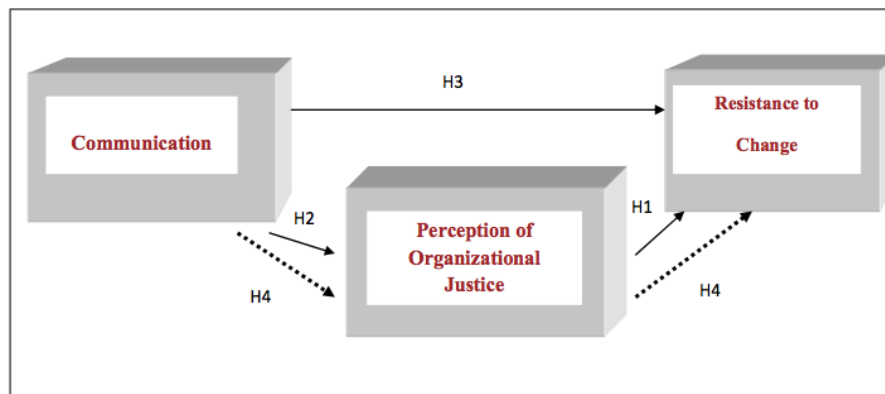 H3
Communication
Resistance to
Change
H2
H1
Perception of
Organizational
Justice
H4
H4